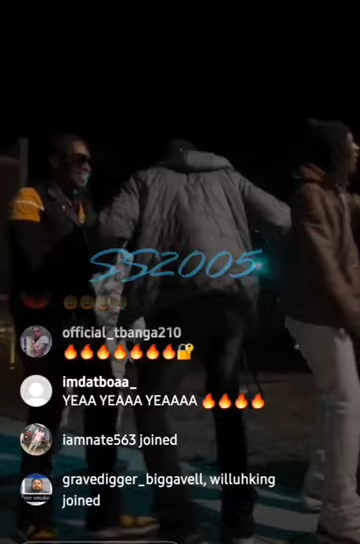 SS2005
official_tbanga210
🔥🔥🔥🔥🔥🔥🔥🔐
imdatboaa_
YEAA YEAAA YEAAAA 🔥🔥🔥🔥
iamnate563 joined
gravedigger_biggavell, willuhking
joined